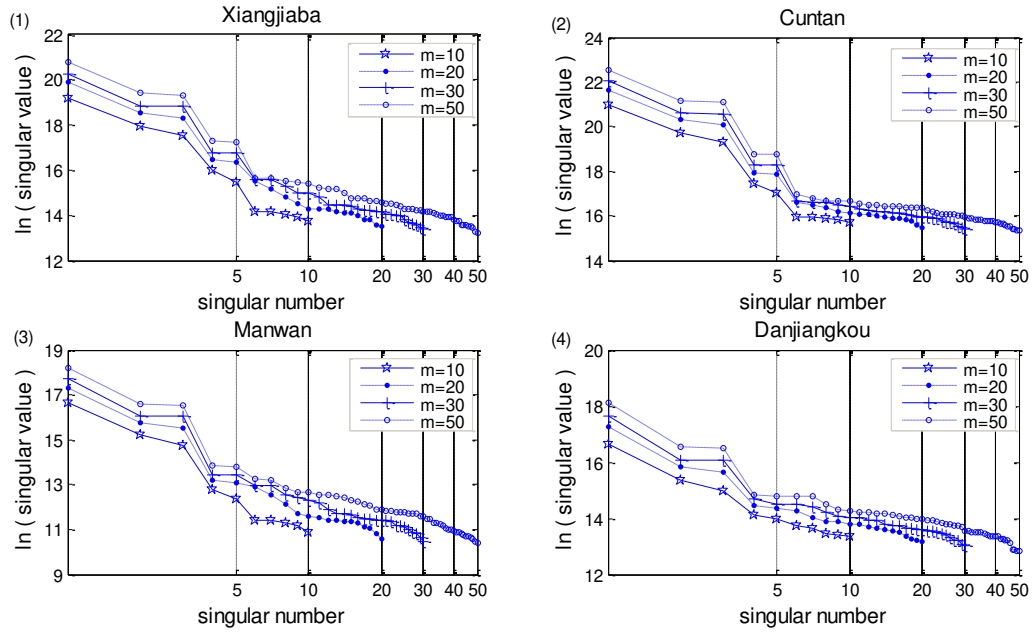 (1)
Xiangjiaba
ln ( singular value )
22
20
18
16
14
12
m=10
m=20
m=30
m=50
5
10
20
30
40
50
singular number
(2)
Cuntan
ln ( singular value )
24
22
20
18
16
14
m=10
m=20
m=30
m=50
5
10
20
30
40
50
singular number
(3)
Manwan
ln ( singular value )
19
17
15
13
11
9
m=10
m=20
m=30
m=50
5
10
20
30
40
50
singular number
(4)
Danjiangkou
ln ( singular value )
20
18
16
14
12
m=10
m=20
m=30
m=50
5
10
20
30
40
50
singular number